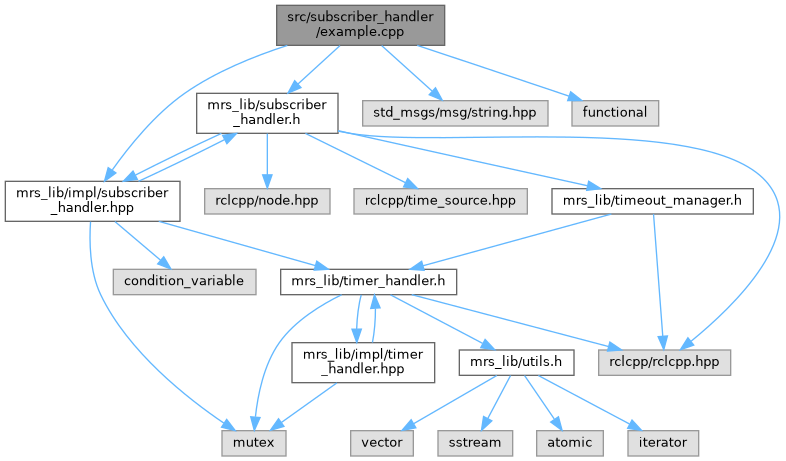 src/subscriber_handler
/example.cpp
mrs_lib/subscriber
_handler.h
std_msgs/msg/string.hpp
functional
mrs_lib/impl/subscriber
_handler.hpp
rclcpp/node.hpp
rclcpp/time_source.hpp
mrs_lib/timeout_manager.h
condition_variable
mrs_lib/timer_handler.h
mrs_lib/impl/timer
_handler.hpp
mrs_lib/utils.h
rclcpp/rclcpp.hpp
mutex
vector
sstream
atomic
iterator